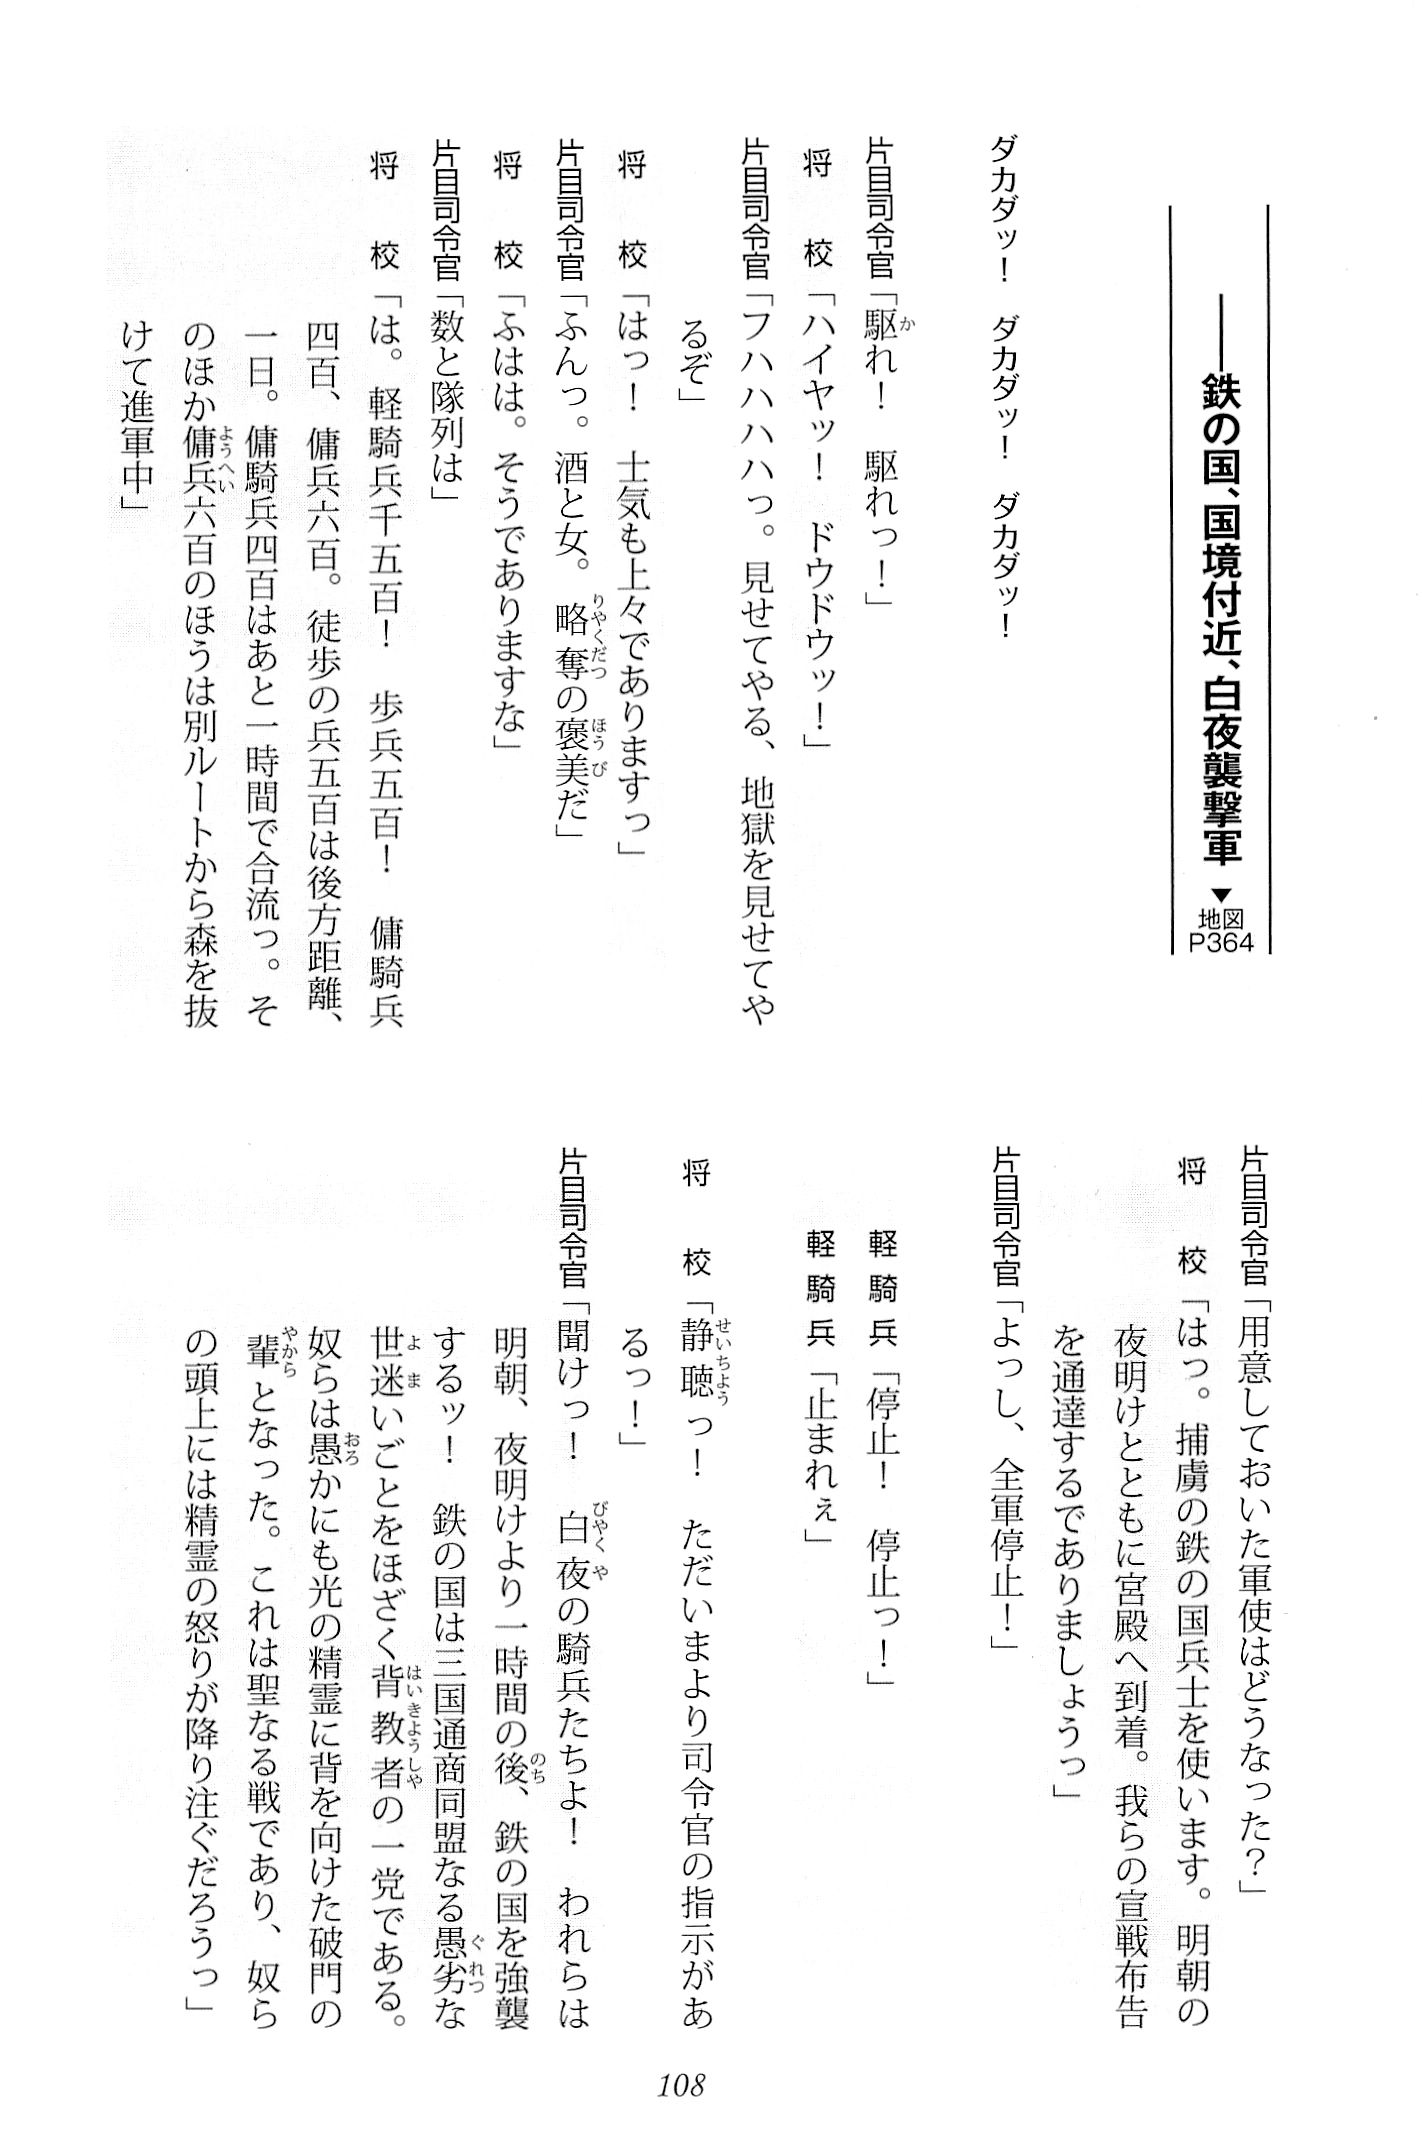 ――鉄の国、国境付近、白夜襲撃軍 ▼地図P364
ダカダッ！　ダカダッ！　ダカダッ！
片目司令官「駆れ！　駆れっ！」
将　校「ハイヤッ！　ドウドウッ！」
片目司令官「フハハハハっ。見せてやる、地獄を見せてや
るぞ」
将　校「はっ！　士気も上々でありますっ」
片目司令官「ふんっ。酒と女。略奪の褒美だ」
将　校「ふはは。そうでありますな」
片目司令官「数と隊列は」
将　校「は。軽騎兵千五百！　歩兵五百！　傭騎兵
四百、傭兵六百。徒歩の兵五百は後方距離、
一日。傭騎兵四百はあと一時間で合流っ。そ
のほか傭兵六百のほうは別ルートから森を抜
けて進軍中」
片目司令官「用意しておいた軍使はどうなった？」
将　校「はっ。捕虜の鉄の国兵士を使います。明朝の
夜明けとともに宮殿へ到着。我らの宣戦布告
を通達するでありましょうっ」
片目司令官「よっし、全軍停止！」
軽騎兵「停止！　停止っ！」
軽騎兵「止まれぇ」
将　校「静聴っ！　ただいまより司令官の指示があ
るっ！」
片目司令官「聞けっ！　白夜の騎兵たちよ！　われらは
明朝、夜明けより一時間の後、鉄の国を強襲
するッ！　鉄の国は三国通商同盟なる愚劣な
世迷いごとをほざく背教者の一党である。
奴らは愚かにも光の精霊に背を向けた破門の
輩となった。これは聖なる戦であり、奴ら
の頭上には精霊の怒りが降り注ぐだろうっ」
108